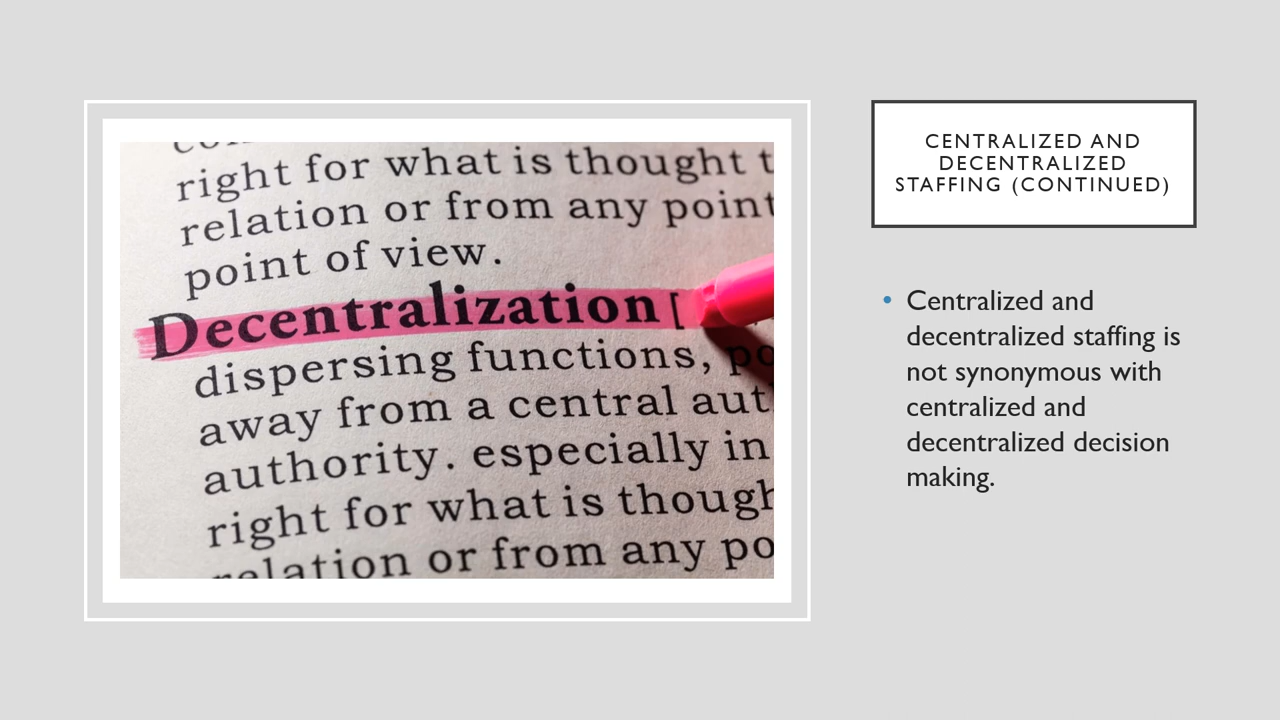 right for what is thought
relation or from any point
point of view.
Decentralization [
dispersing functions,
away from a central
authority. especially in
right for what is
relation or from any
CENTRALIZED AND
DECENTRALIZED
STAFFING (CONTINUED)
• Centralized and
decentralized staffing is
not synonymous with
centralized and
decentralized decision
making.